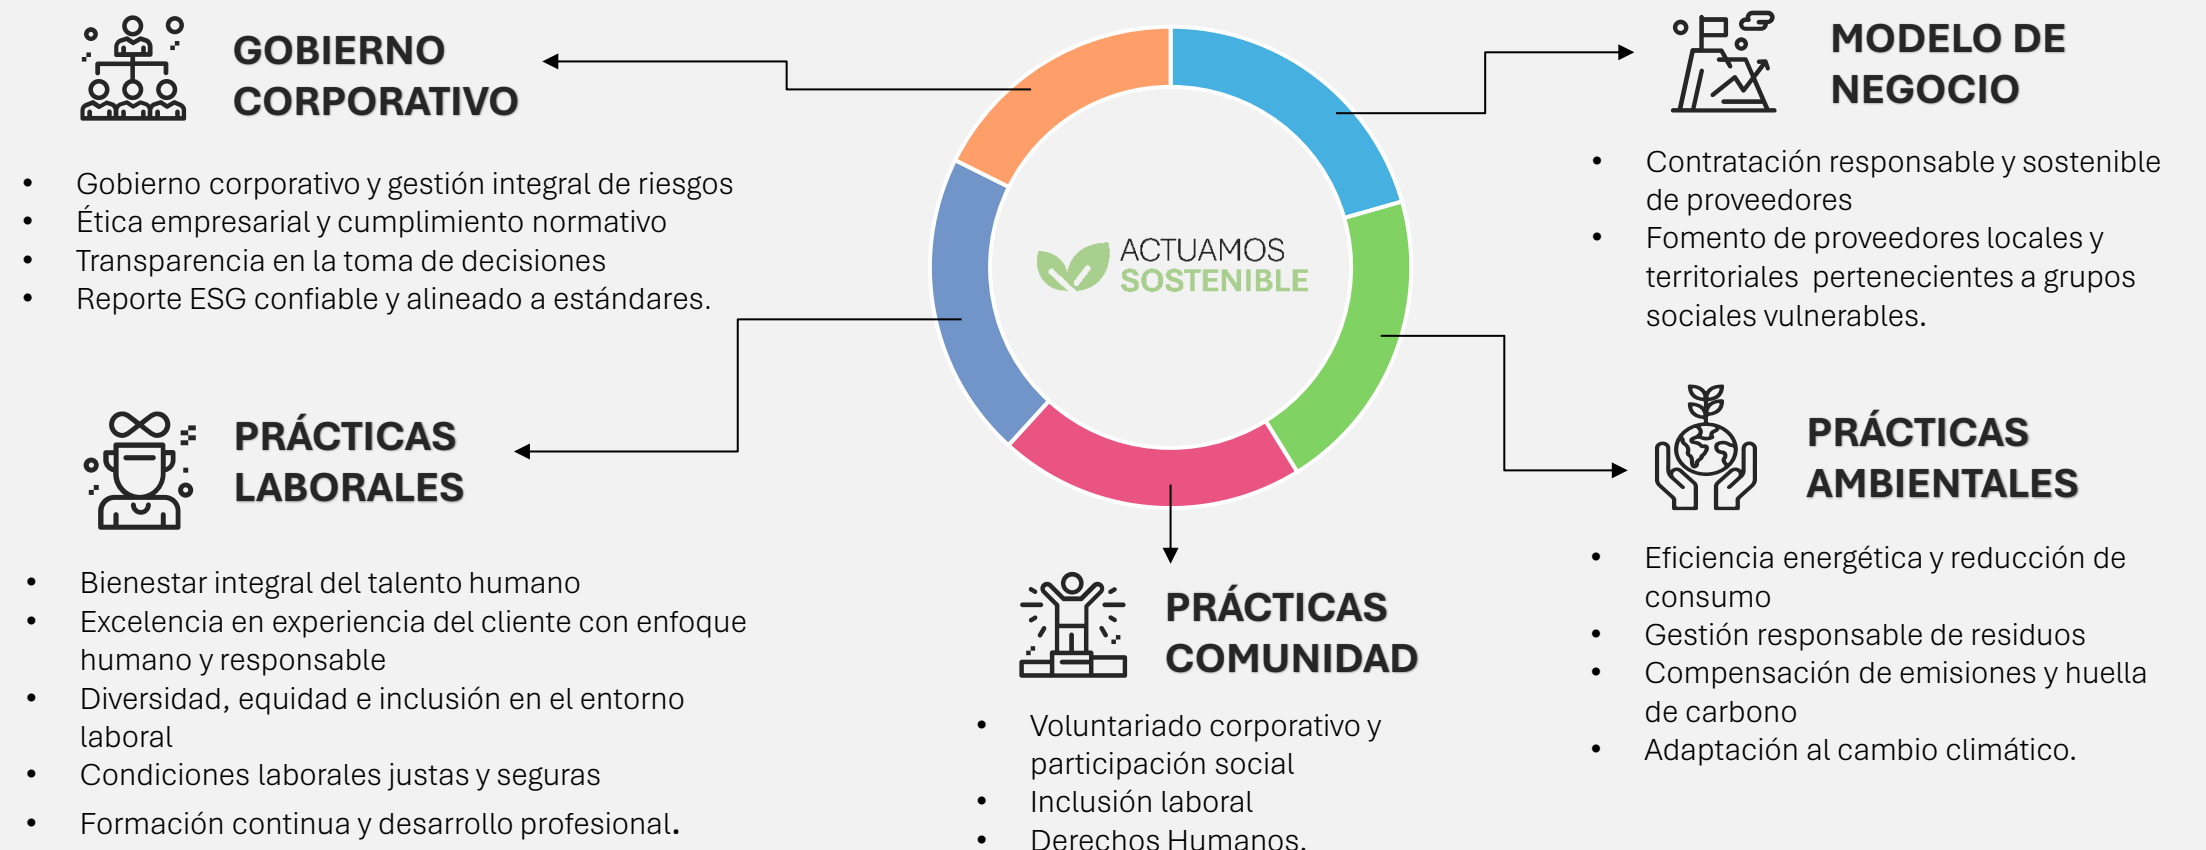 GOBIERNO
CORPORATIVO
• Gobierno corporativo y gestión integral de riesgos
• Ética empresarial y cumplimiento normativo
• Transparencia en la toma de decisiones
• Reporte ESG confiable y alineado a estándares.
PRÁCTICAS
LABORALES
• Bienestar integral del talento humano
• Excelencia en experiencia del cliente con enfoque
humano y responsable
• Diversidad, equidad e inclusión en el entorno
laboral
• Condiciones laborales justas y seguras
• Formación continua y desarrollo profesional.
ACTUAMOS
SOSTENIBLE
PRÁCTICAS
COMUNIDAD
• Voluntariado corporativo y
participación social
• Inclusión laboral
• Derechos Humanos.
MODELO DE
NEGOCIO
• Contratación responsable y sostenible
de proveedores
• Fomento de proveedores locales y
territoriales pertenecientes a grupos
sociales vulnerables.
PRÁCTICAS
AMBIENTALES
• Eficiencia energética y reducción de
consumo
• Gestión responsable de residuos
• Compensación de emisiones y huella
de carbono
• Adaptación al cambio climático.